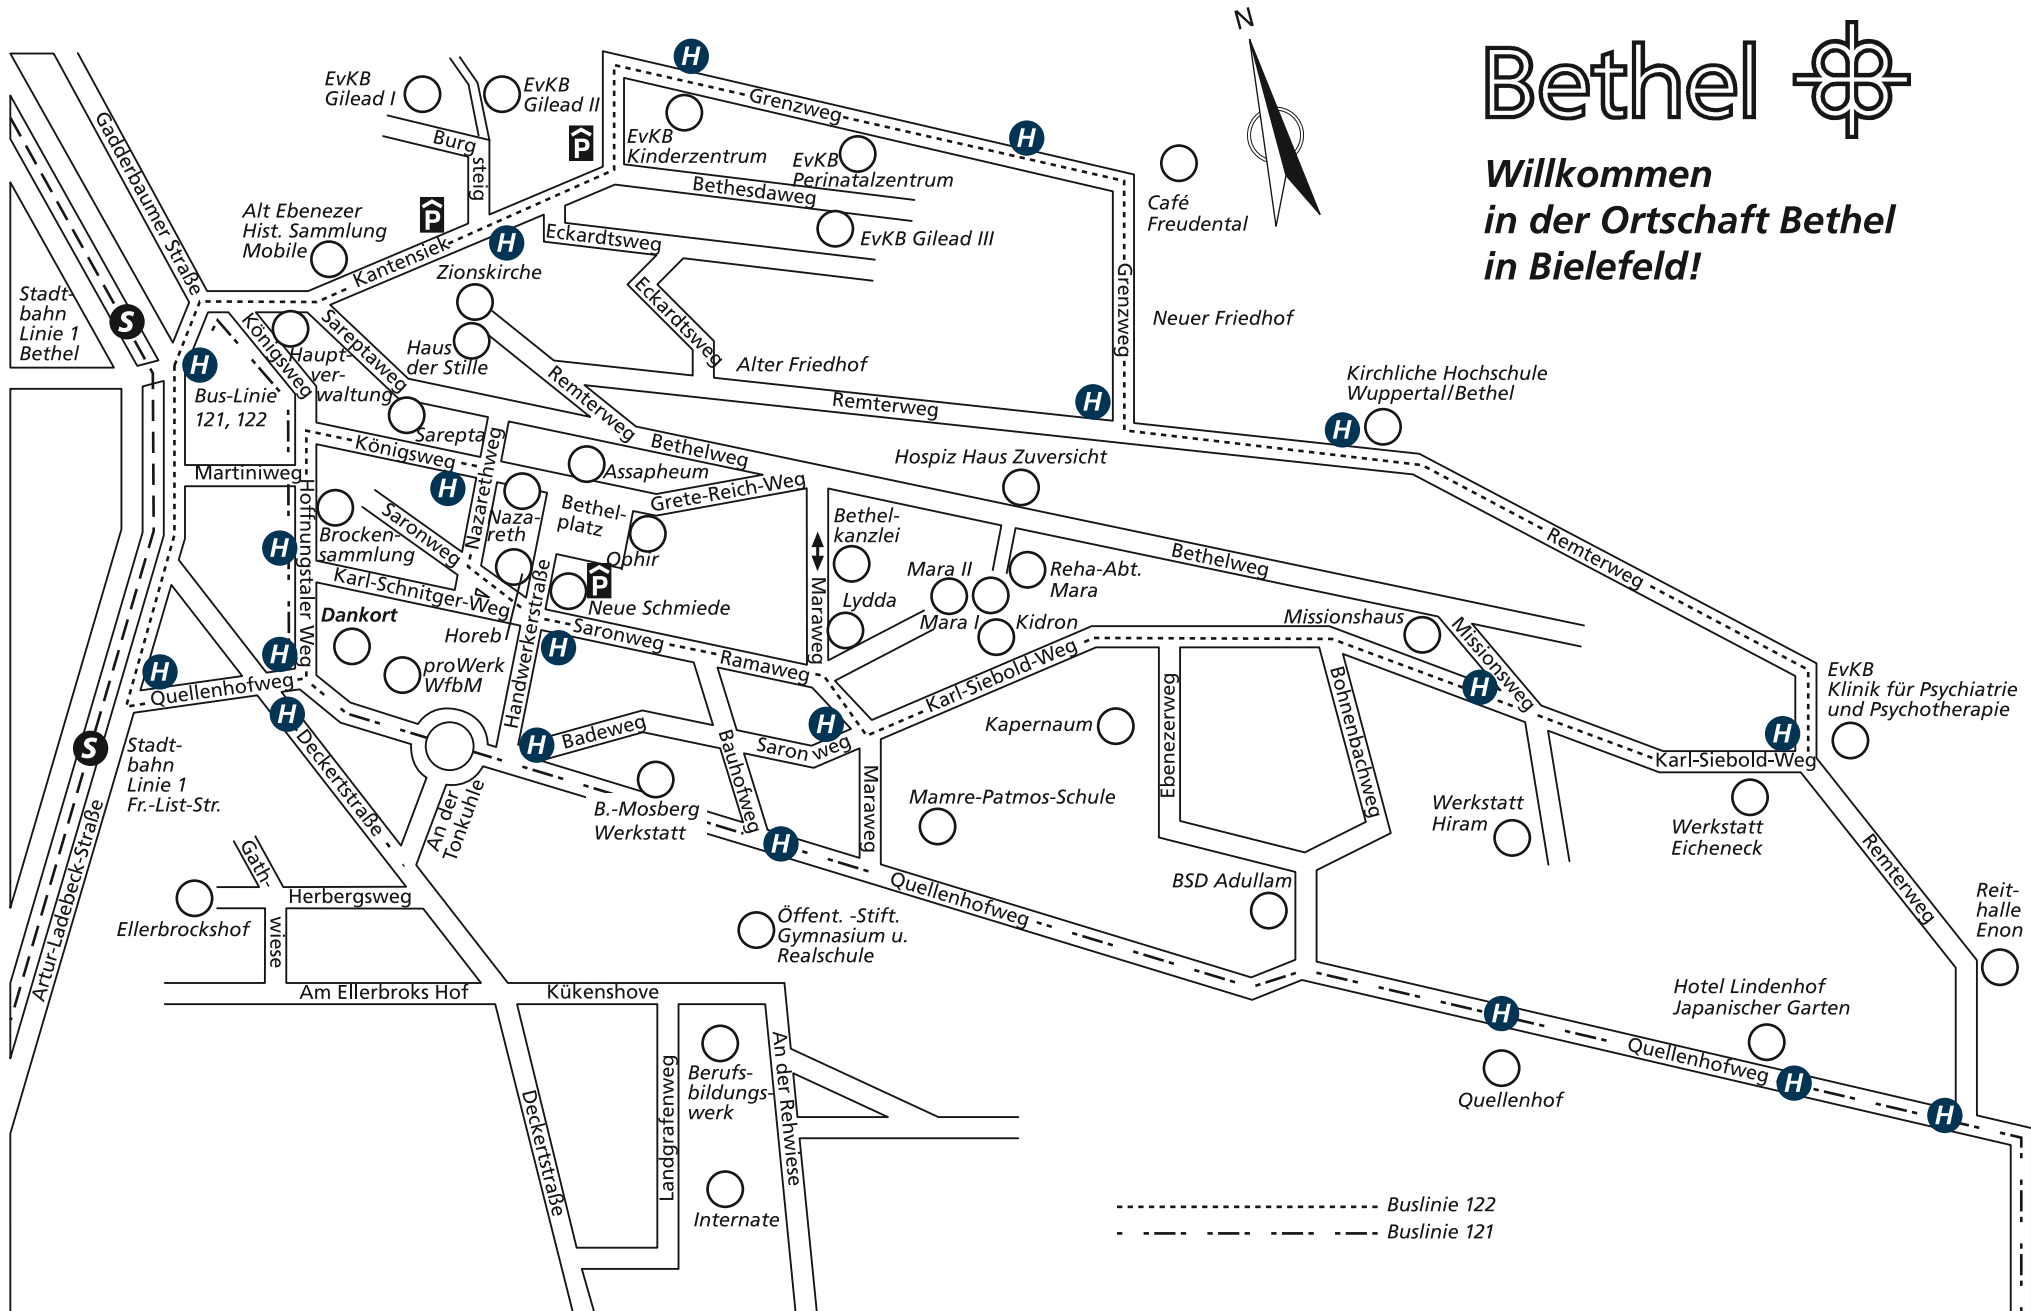 N
Bethel
Willkommen
in der Ortschaft Bethel
in Bielefeld!
H
Grenzweg
H
EvKB
Gilead I
EvKB
Gilead II
P
Burg
steig
EvKB
Kinderzentrum
EvKB
Perinatalzentrum
Bethesdaweg
Café
Freudental
Gadderbaumer Straße
Alt Ebenezer
Hist. Sammlung
Mobile
P
Kantensiek
H
Zionskirche
Eckardtsweg
EvKB Gilead III
Eckardtsweg
Grenzweg
Neuer Friedhof
Stadt-
bahn
Linie 1
Bethel
S
H
Bus-Linie
121, 122
Königsweg
Haupt-
ver-
waltung
Sareptaweg
Haus
der Stille
Remterweg
Alter Friedhof
Remterweg
H
Kirchliche Hochschule
Wuppertal/Bethel
H
Sarepta
Königsweg
H
Nazarethweg
Assapheum
Bethelweg
Grete-Reich-Weg
Hospiz Haus Zuversicht
Martiniweg
Hoffnungstaler Weg
Brocken-
sammlung
Saronweg
Naza-
reth
Bethel-
platz
Ophir
P
Neue Schmiede
Bethel-
kanzlei
Maraweg
Lydda
Mara II
Mara I
Reha-Abt.
Mara
Kidron
Bethelweg
Remterweg
H
Karl-Schnitger-Weg
Dankort
Horeb
proWerk
WfbM
Handwerkerstraße
H
Saronweg
Ramaweg
Karl-Siebold-Weg
Missionshaus
Missionsweg
H
H
H
Quellenhofweg
H
S
Stadt-
bahn
Linie 1
Fr.-List-Str.
Deckertstraße
H
Badeweg
Bauhofweg
Saron weg
H
Maraweg
Kapernaum
Ebenezerweg
Bohnenbachweg
EvKB
Klinik für Psychiatrie
und Psychotherapie
H
Karl-Siebold-Weg
An der
Tonkuhle
B.-Mosberg
Werkstatt
H
Mamre-Patmos-Schule
Werkstatt
Hiram
Werkstatt
Eicheneck
Remterweg
Artur-Ladebeck-Straße
Gath-
wiese
Herbergsweg
Ellerbrockshof
Quellenhofweg
BSD Adullam
Öffent. -Stift.
Gymnasium u.
Realschule
Reit-
halle
Enon
Am Ellerbroks Hof
Kükenshove
Hotel Lindenhof
Japanischer Garten
H
Quellenhofweg
H
H
Quellenhof
Deckertstraße
Landgrafenweg
Berufs-
bildungs-
werk
An der Rehwiese
Internate
Buslinie 122
Buslinie 121